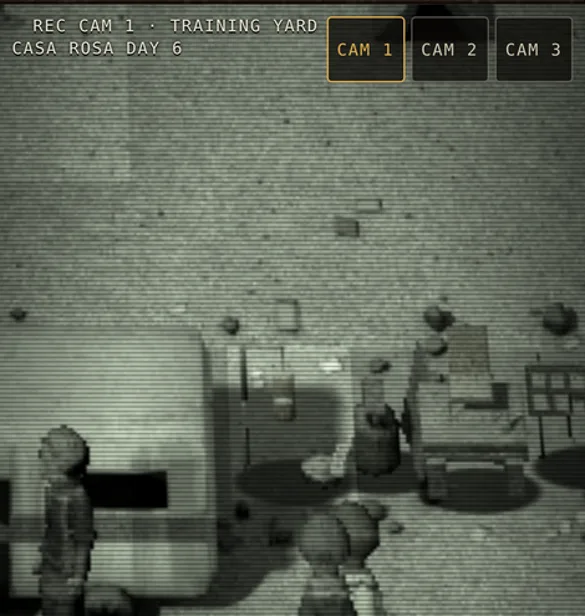 REC CAM 1 · TRAINING YARD
CASA ROSA DAY 6
CAM 1
CAM 2
CAM 3